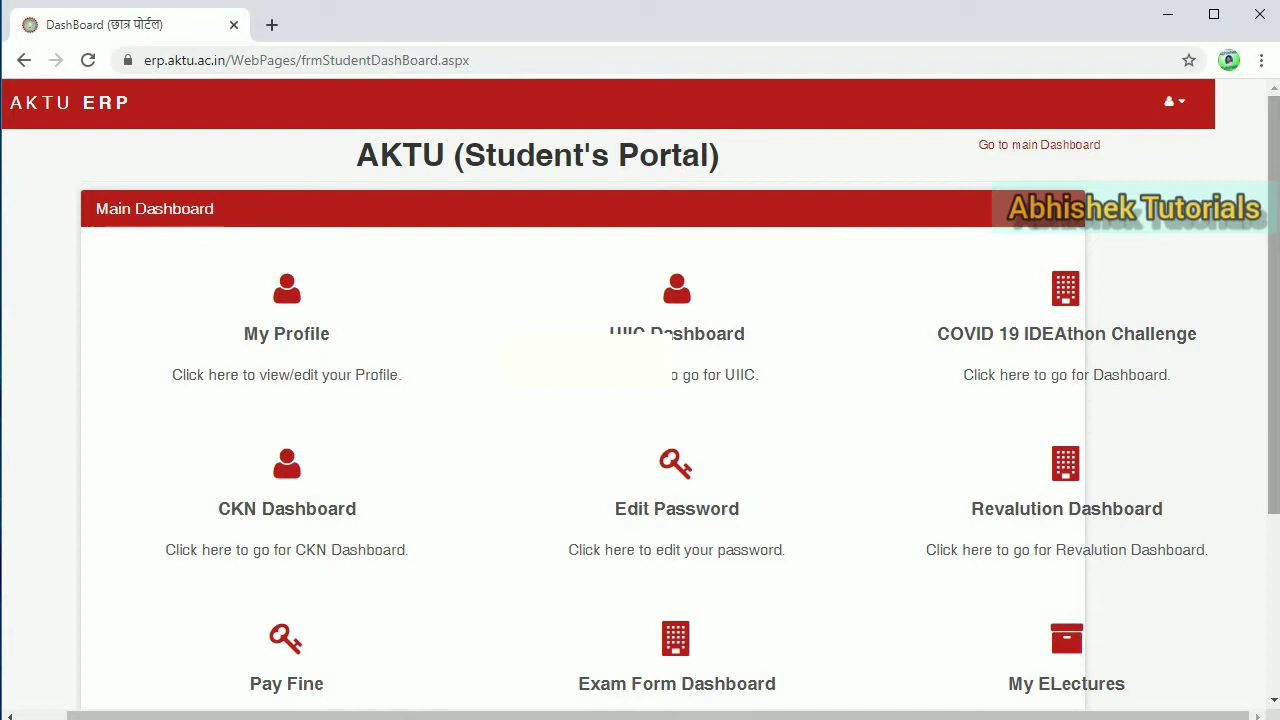 DashBoard (छात्र पोर्टल)
erp.aktu.ac.in/WebPages/frmStudentDashBoard.aspx
AKTU ERP
AKTU (Student's Portal)
Go to main Dashboard
Main Dashboard
Abhishek Tutorials
My Profile
UIIC Dashboard
COVID 19 IDEAthon Challenge
Click here to view/edit your Profile.
o go for UIIC.
Click here to go for Dashboard.
CKN Dashboard
Edit Password
Revalution Dashboard
Click here to go for CKN Dashboard.
Click here to edit your password.
Click here to go for Revalution Dashboard.
Pay Fine
Exam Form Dashboard
My ELectures